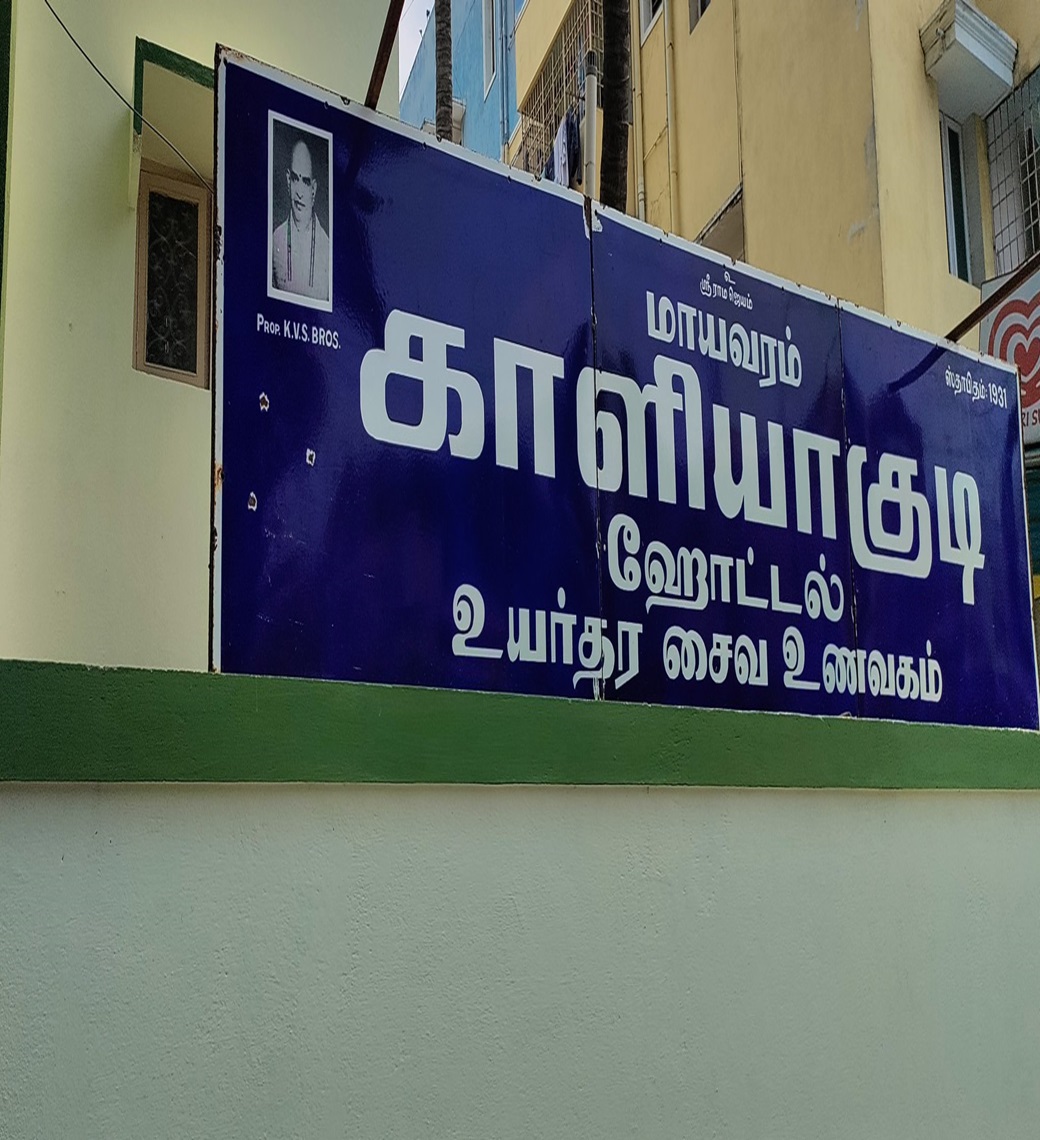 உ
ஸ்ரீ ராம ஜெயம்
மாயவரம்
ஸ்தாபிதம்: 1931
PROP. K.V.S. BROS.
காளியாகுடி
ஹோட்டல்
உயர்தர சைவ உணவகம்